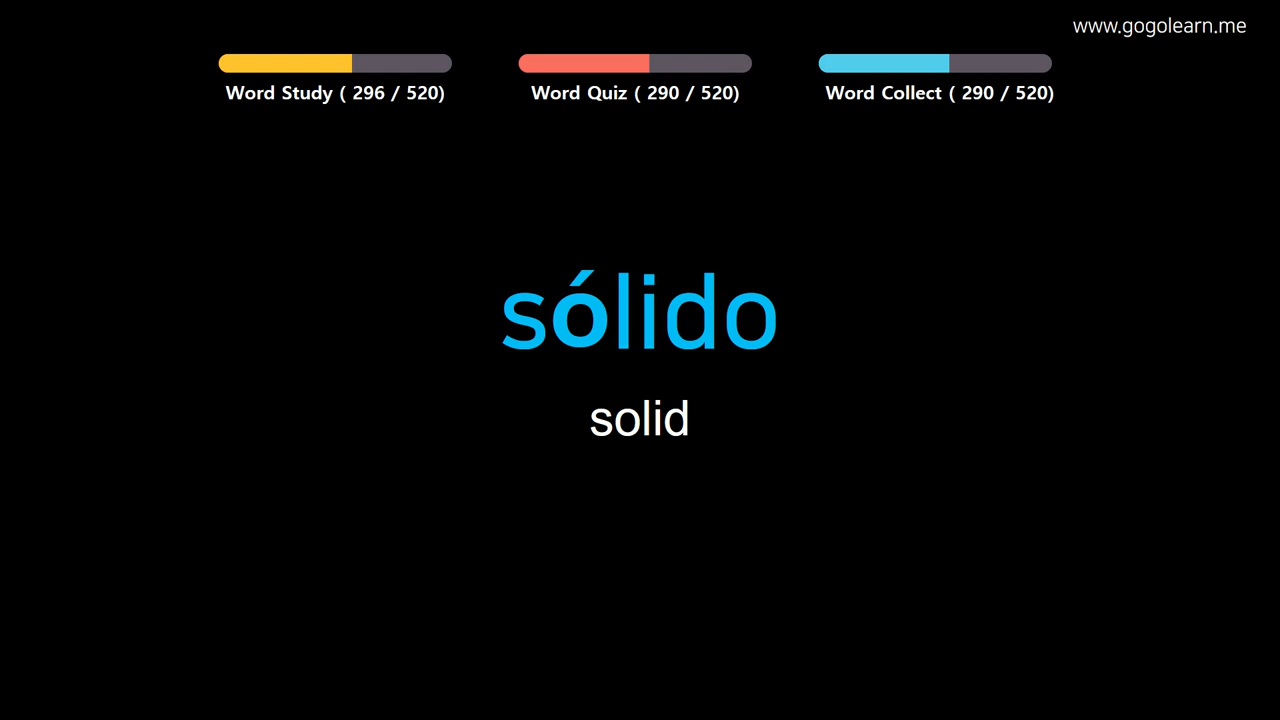 www.gogolearn.me
Word Study ( 296 / 520)
Word Quiz ( 290 / 520)
Word Collect ( 290 / 520)
sólido
solid